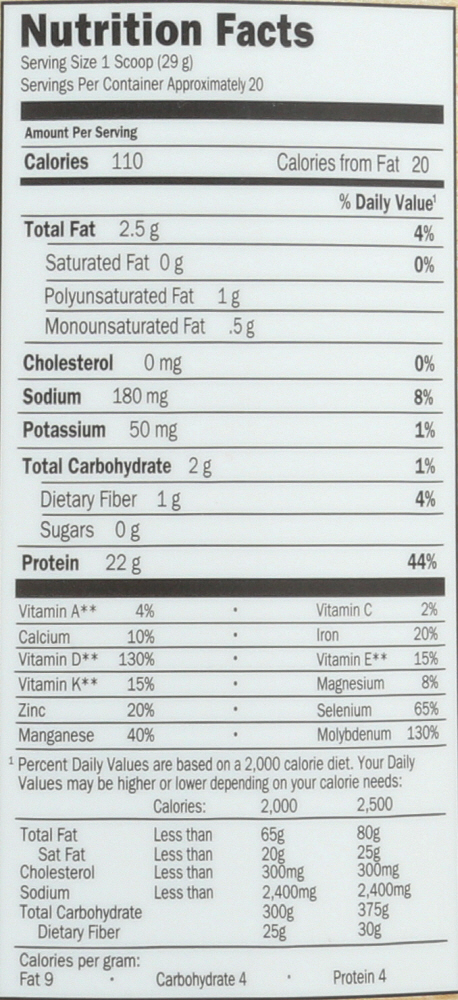 Nutrition Facts
Serving Size 1 Scoop (29 g)
Servings Per Container Approximately 20
Amount Per Serving
Calories 110 Calories from Fat 20
% Daily Value¹
Total Fat 2.5 g 4%
Saturated Fat 0 g 0%
Polyunsaturated Fat 1 g
Monounsaturated Fat .5 g
Cholesterol 0 mg 0%
Sodium 180 mg 8%
Potassium 50 mg 1%
Total Carbohydrate 2 g 1%
Dietary Fiber 1 g 4%
Sugars 0 g
Protein 22 g 44%
Vitamin A** 4% • Vitamin C 2%
Calcium 10% • Iron 20%
Vitamin D** 130% • Vitamin E** 15%
Vitamin K** 15% • Magnesium 8%
Zinc 20% • Selenium 65%
Manganese 40% • Molybdenum 130%
¹ Percent Daily Values are based on a 2,000 calorie diet. Your Daily
Values may be higher or lower depending on your calorie needs:
Calories: 2,000 2,500
Total Fat Less than 65g 80g
Sat Fat Less than 20g 25g
Cholesterol Less than 300mg 300mg
Sodium Less than 2,400mg 2,400mg
Total Carbohydrate 300g 375g
Dietary Fiber 25g 30g
Calories per gram:
Fat 9 • Carbohydrate 4 • Protein 4